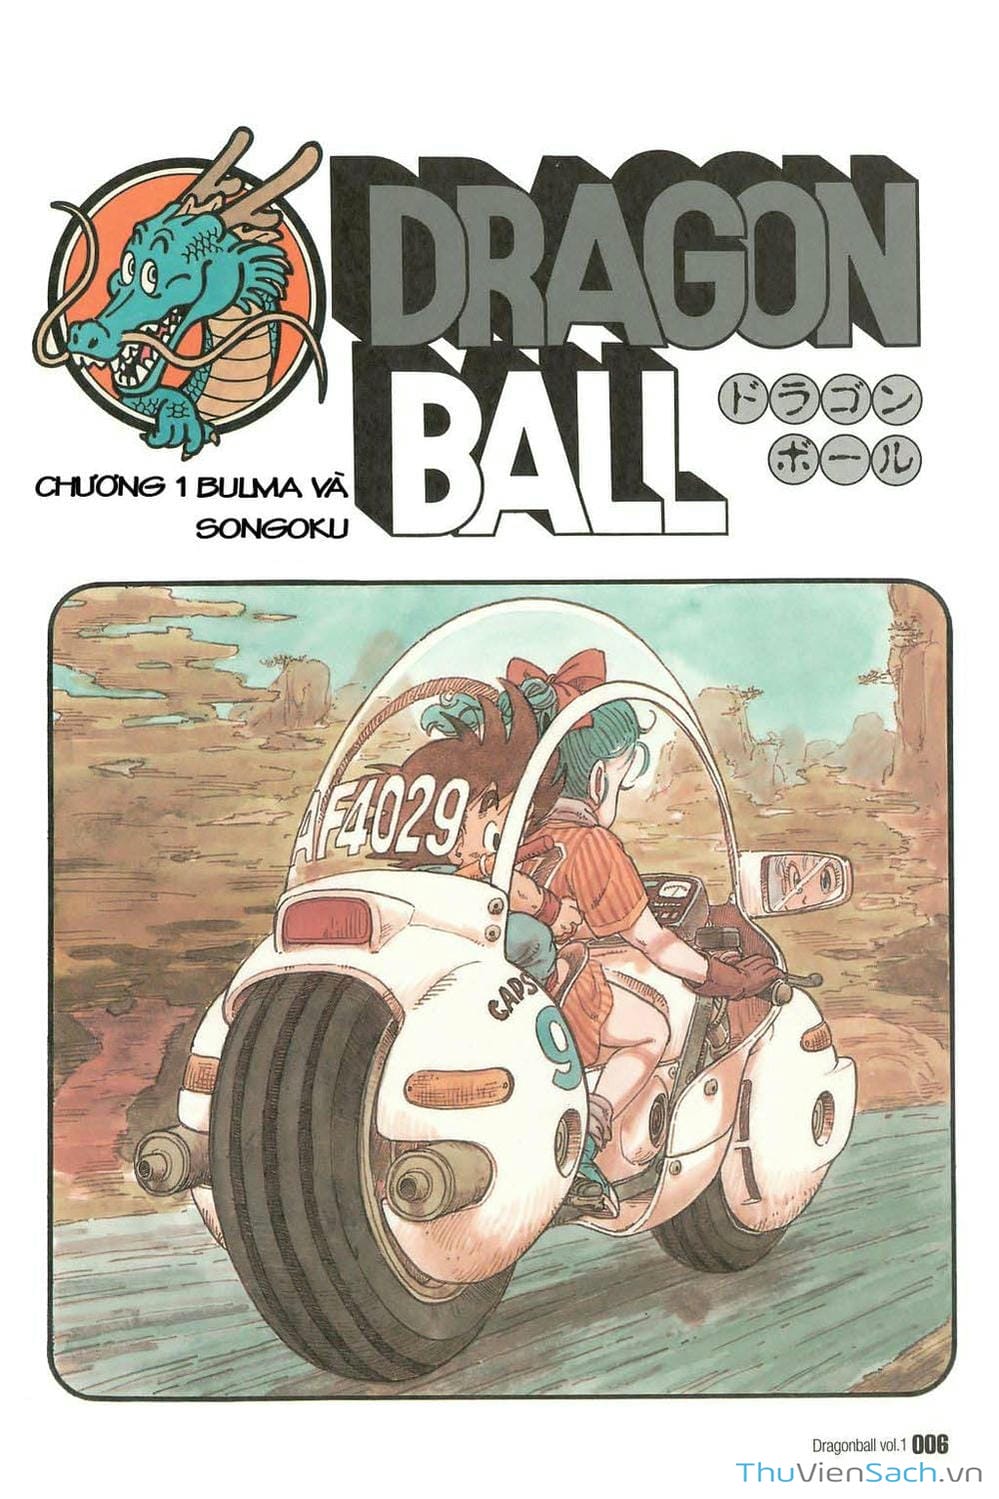 DRAGON
BALL
ドラゴン
ボール
CHƯƠNG 1 BULMA VÀ
SONGOKU
AF4029
CAPS
9
Dragonball vol.1 006
ThuVienSach.vn